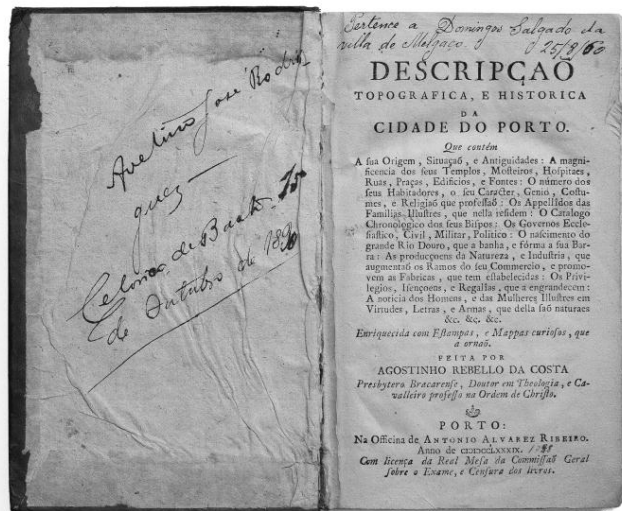 Avelino José Rodri-
guez
Celorico de Basto 15
de Outubro de 1890
Pertence a Domingos Salgado da
villa de Melgaço. 25/8/60
DESCRIPÇAÕ
TOPOGRAFICA, E HISTORICA
DA
CIDADE DO PORTO.
Que contém
A sua Origem, Situaçaõ, e Antiguidades: A magni-
ficencia dos ſeus Templos, Moſteiros, Hoſpitaes,
Ruas, Praças, Edificios, e Fontes: O número dos
ſeus Habitadores, o ſeu Caracter, Genio, Coſtu-
mes, e Religiaõ que profeſſaõ: Os Appellidos das
Familias Illuſtres, que nella reſidem: O Catalogo
Chronologico dos ſeus Biſpos: Os Governos Eccle-
ſiaſtico, Civil, Militar, Politico: O naſcimento do
grande Rio Douro, que a banha, e fórma a ſua Bar-
ra: As producçoens da Natureza, e Induſtria, que
augmentaõ os Ramos do ſeu Commercio, e promo-
vem as Fabricas, que tem eſtabelecidas: Os Privi-
legios, Iſençoens, e Regalias, que a engrandecem:
A noticia dos Homens, e das Mulheres Illuſtres em
Virtudes, Letras, e Armas, que della ſaõ naturaes
&c. &c. &c.
Enriquecida com Eſtampas, e Mappas curioſos, que
a ornaõ.
FEITA POR
AGOSTINHO REBELLO DA COSTA
Presbytero Bracarenſe, Doutor em Theologia, e Ca-
valleiro profeſſo na Ordem de Chriſto.
PORTO:
Na Officina de ANTONIO ALVAREZ RIBEIRO.
Anno de CIƆIƆCCLXXXIX.
Com licença da Real Meſa da Commiſſaõ Geral
ſobre o Exame, e Cenſura dos livros.